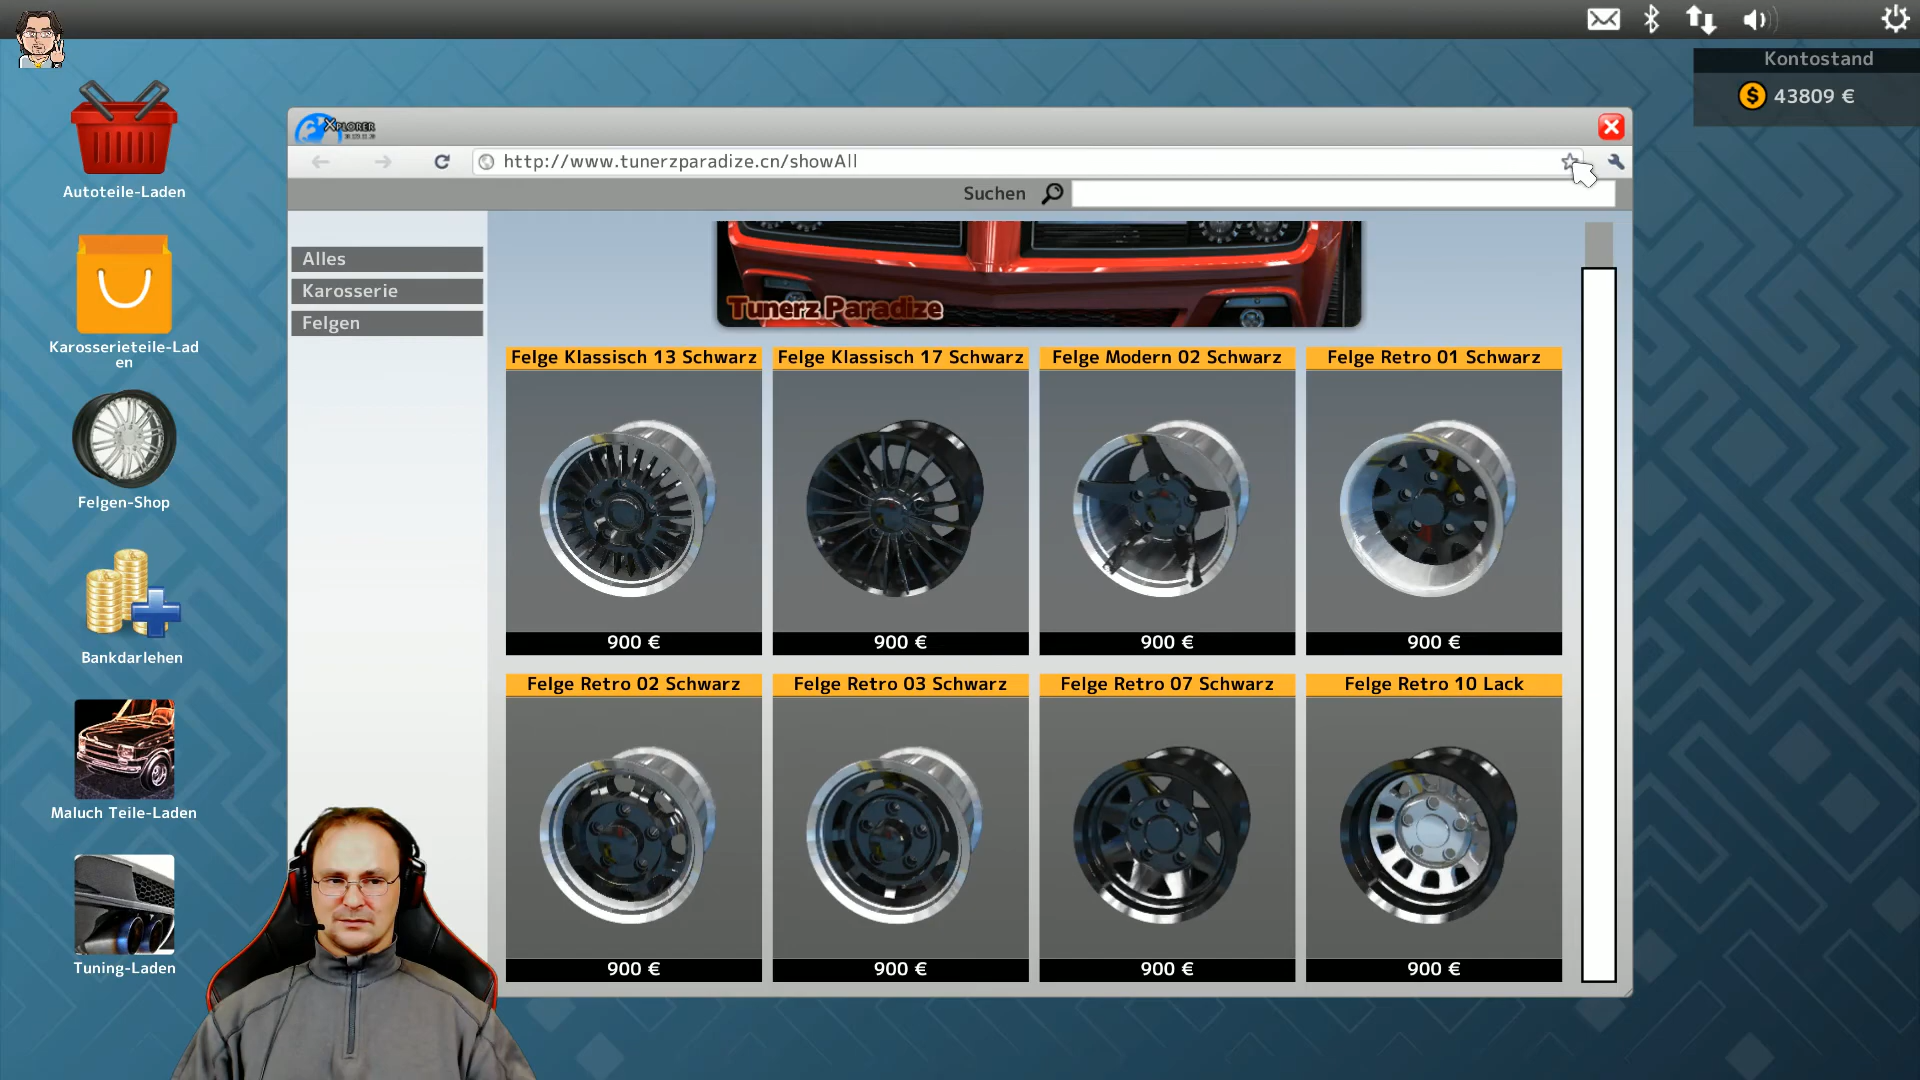 Kontostand
43809 €
Autoteile-Laden
Karosserieteile-Lad
en
Felgen-Shop
Bankdarlehen
Maluch Teile-Laden
Tuning-Laden
XPLORER
http://www.tunerzparadize.cn/showAll
Suchen
Alles
Karosserie
Felgen
Tunerz Paradize
Felge Klassisch 13 Schwarz
Felge Klassisch 17 Schwarz
Felge Modern 02 Schwarz
Felge Retro 01 Schwarz
900 €
900 €
900 €
900 €
Felge Retro 02 Schwarz
Felge Retro 03 Schwarz
Felge Retro 07 Schwarz
Felge Retro 10 Lack
900 €
900 €
900 €
900 €